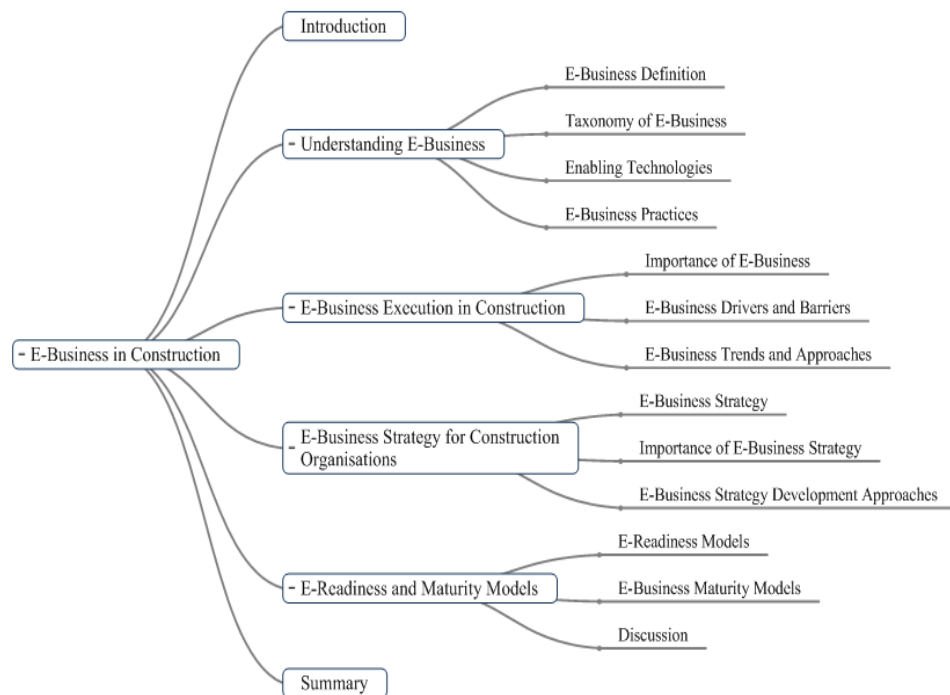 Introduction
E-Business Definition
Taxonomy of E-Business
- Understanding E-Business
Enabling Technologies
E-Business Practices
Importance of E-Business
- E-Business Execution in Construction
E-Business Drivers and Barriers
- E-Business in Construction
E-Business Trends and Approaches
E-Business Strategy
- E-Business Strategy for Construction
Organisations
Importance of E-Business Strategy
E-Business Strategy Development Approaches
E-Readiness Models
- E-Readiness and Maturity Models
E-Business Maturity Models
Discussion
Summary